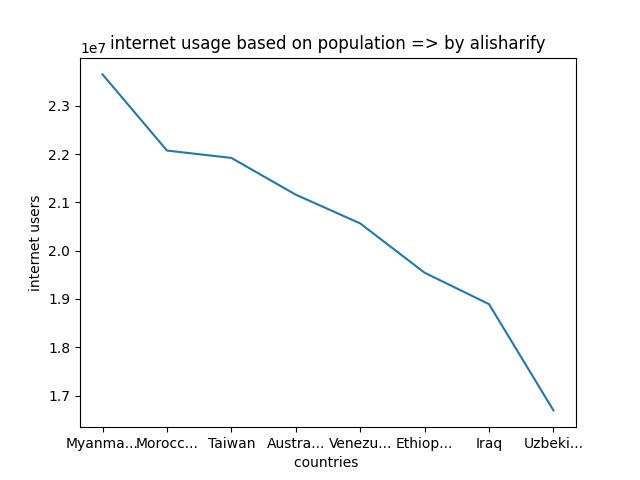 internet usage based on population => by alisharify
1e7
2.3
2.2
2.1
2.0
1.9
1.8
1.7
internet users
Myanma... Morocc... Taiwan Austra... Venezu... Ethiop... Iraq Uzbeki...
countries